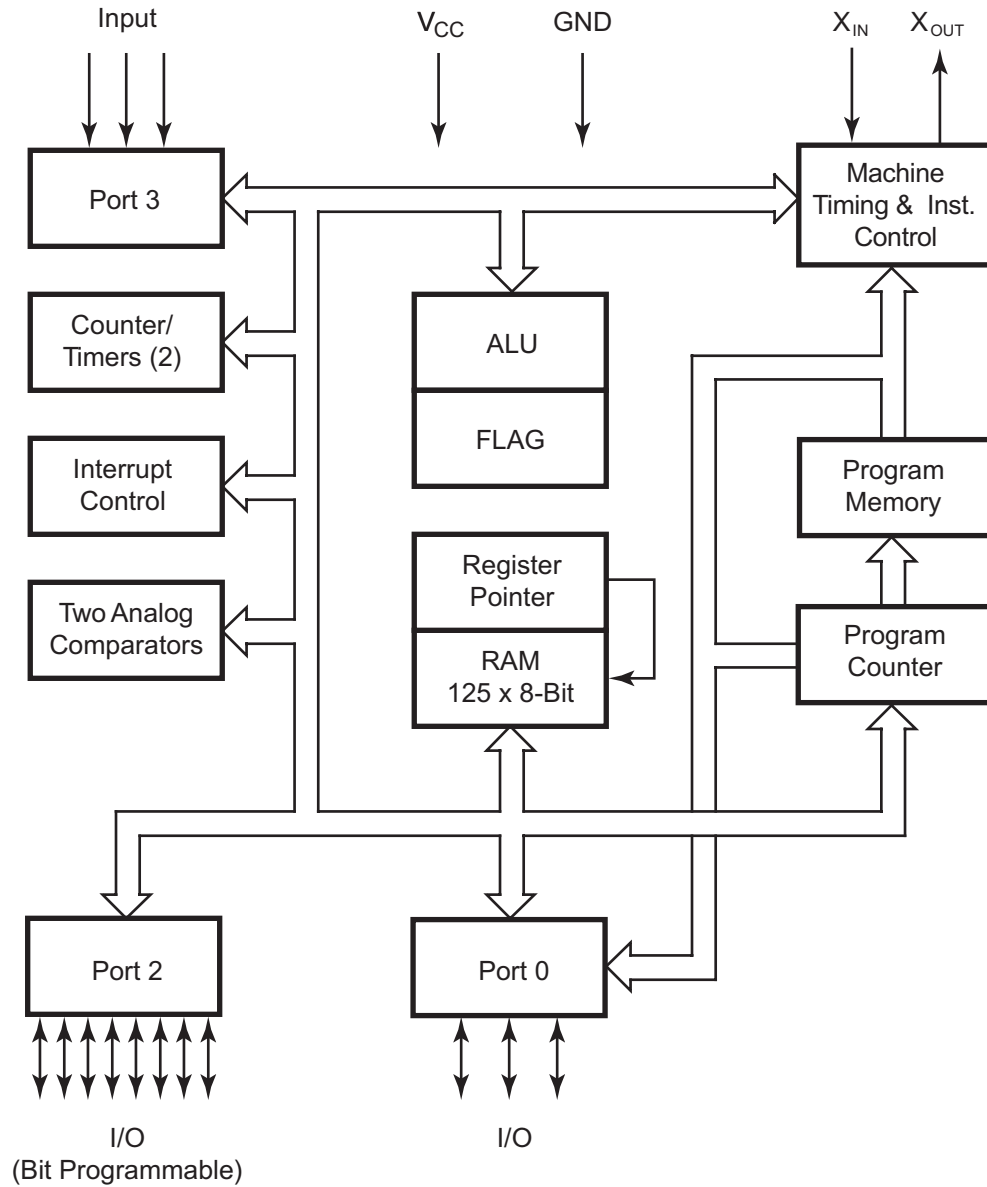 Input
VCC
GND
XIN
XOUT
Port 3
Machine
Timing & Inst.
Control
Counter/
Timers (2)
ALU
FLAG
Interrupt
Control
Program
Memory
Register
Pointer
Two Analog
Comparators
RAM
125 x 8-Bit
Program
Counter
Port 2
Port 0
I/O
(Bit Programmable)
I/O